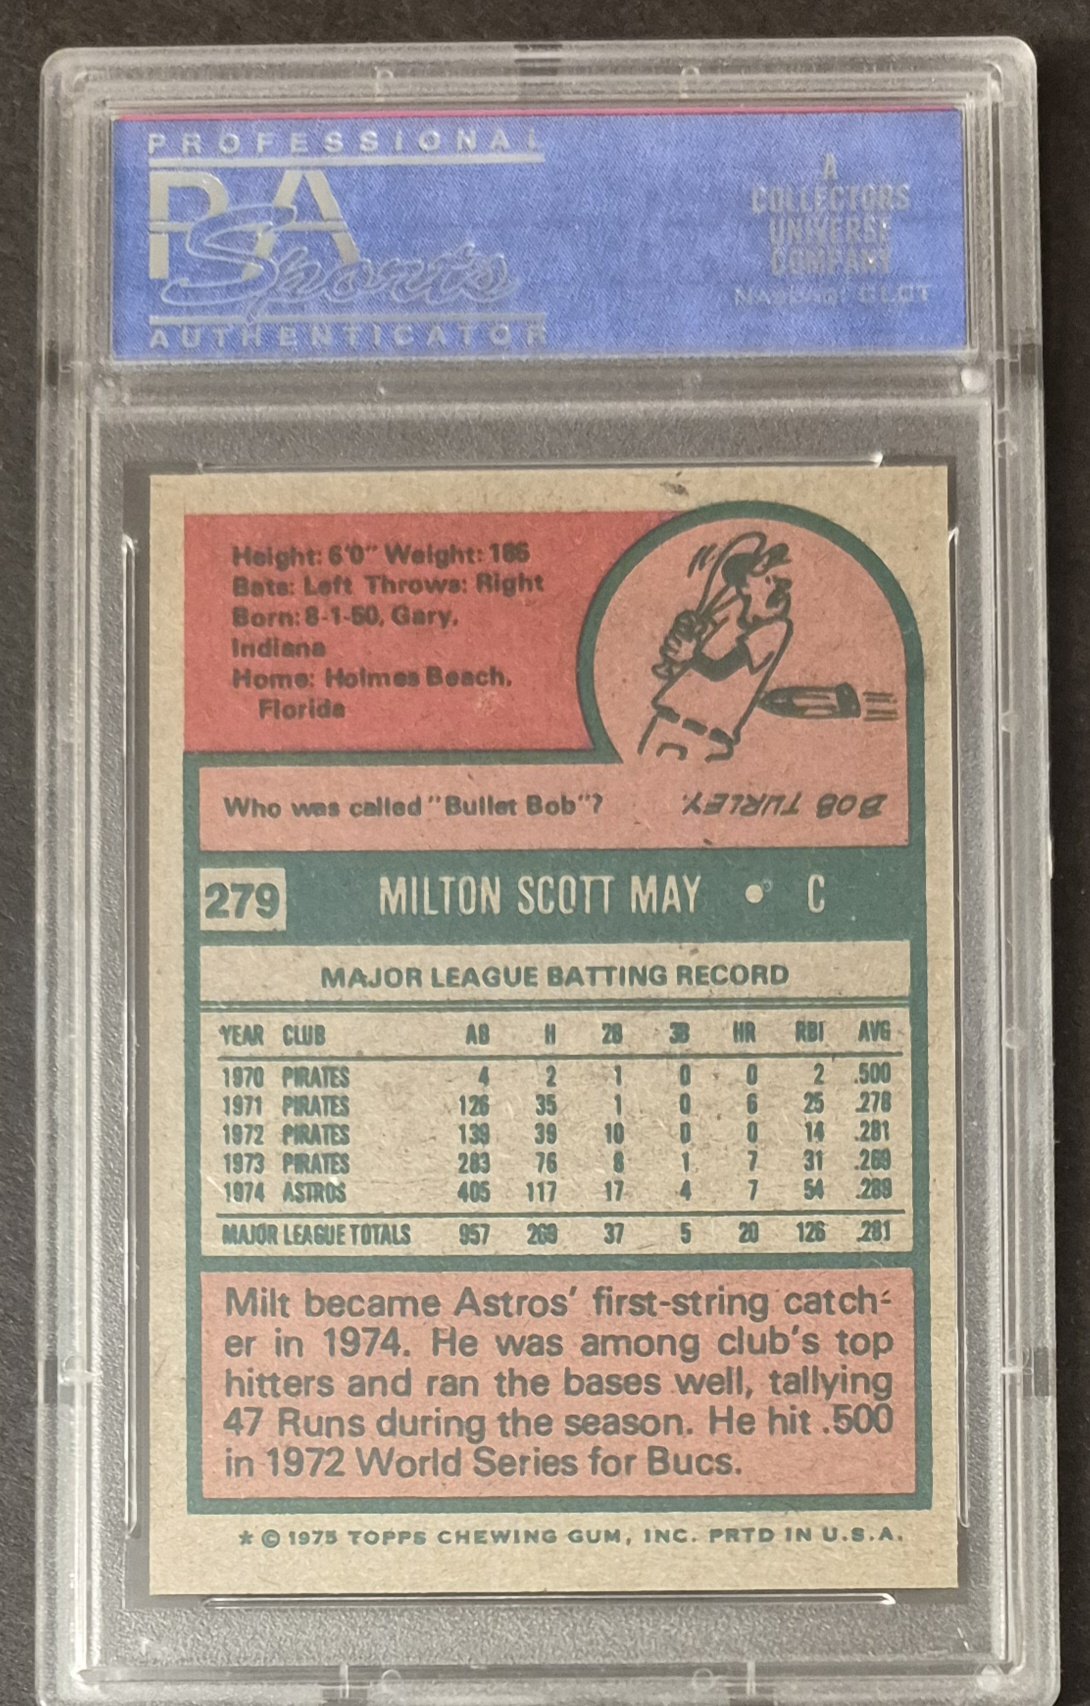 PROFESSIONAL
PSA
Sports
AUTHENTICATOR
A
COLLECTORS
UNIVERSE
COMPANY
NASDAQ: CLCT
Height: 6'0" Weight: 185
Bats: Left Throws: Right
Born: 8-1-50, Gary,
Indiana
Home: Holmes Beach,
Florida
Who was called "Bullet Bob"?
BOB TURLEY.
279 MILTON SCOTT MAY • C
MAJOR LEAGUE BATTING RECORD
YEAR CLUB AB H 2B 3B HR RBI AVG
1970 PIRATES 4 2 1 0 0 2 .500
1971 PIRATES 126 35 1 0 6 25 .278
1972 PIRATES 139 39 10 0 0 14 .281
1973 PIRATES 283 76 8 1 7 31 .269
1974 ASTROS 405 117 17 4 7 54 .289
MAJOR LEAGUE TOTALS 957 269 37 5 20 126 .281
Milt became Astros' first-string catch-
er in 1974. He was among club's top
hitters and ran the bases well, tallying
47 Runs during the season. He hit .500
in 1972 World Series for Bucs.
* © 1975 TOPPS CHEWING GUM, INC. PRTD IN U.S.A.